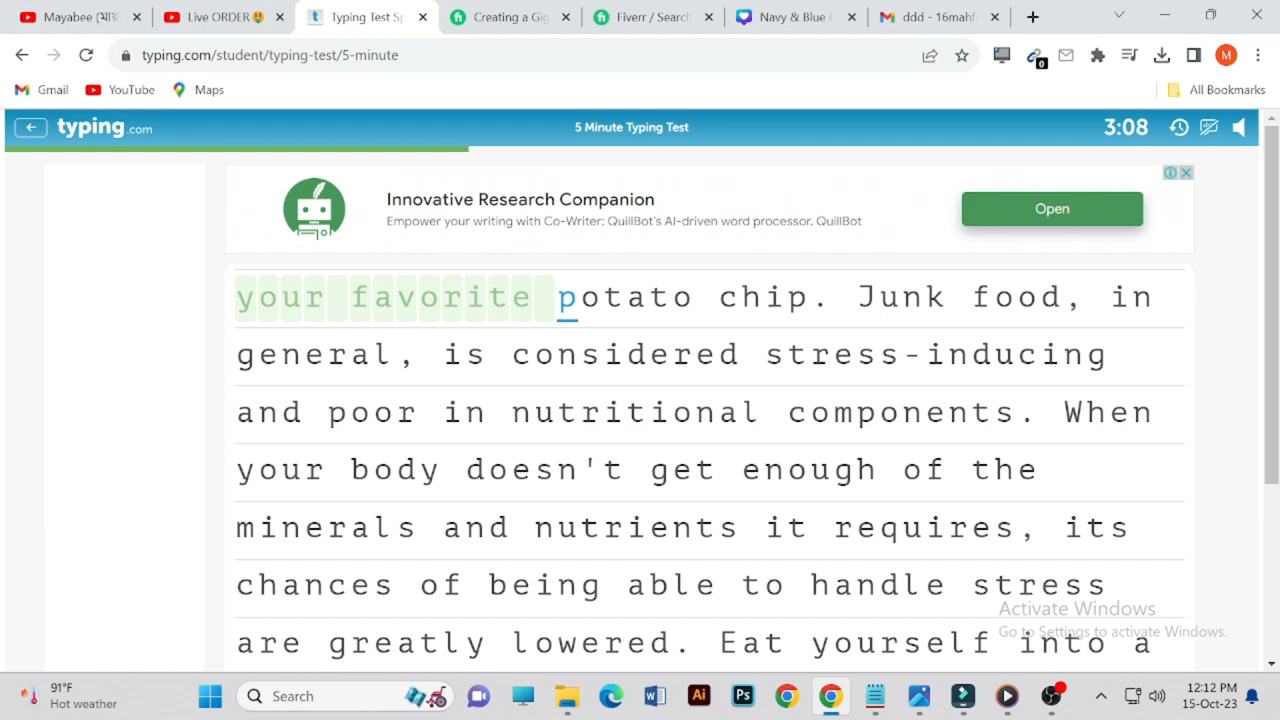 Mayabee (
Live ORDER
Typing Test Sp
Creating a Gig
Fiverr / Search
Navy & Blue C
ddd - 16mahf
typing.com/student/typing-test/5-minute
0
M
Gmail
YouTube
Maps
All Bookmarks
typing.com
5 Minute Typing Test
3:08
Innovative Research Companion
Empower your writing with Co-Writer: QuillBot's AI-driven word processor. QuillBot
Open
your favorite potato chip. Junk food, in
general, is considered stress-inducing
and poor in nutritional components. When
your body doesn't get enough of the
minerals and nutrients it requires, its
chances of being able to handle stress
are greatly lowered. Eat yourself into a
Activate Windows
Go to Settings to activate Windows.
91°F
Hot weather
Search
Ai
Ps
12:12 PM
15-Oct-23